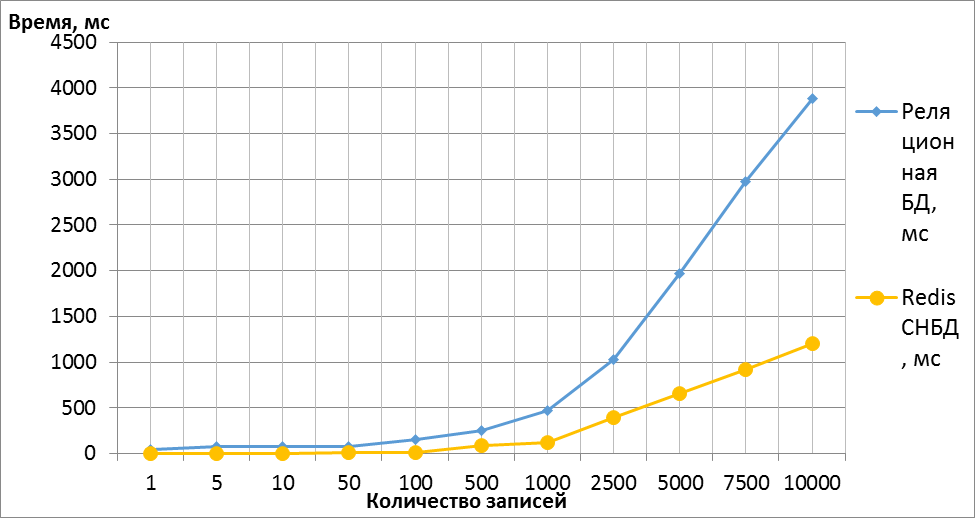 Время, мс
4500
4000
3500
3000
2500
2000
1500
1000
500
0
1 5 10 50 100 500 1000 2500 5000 7500 10000
Количество записей
Реля
цион
ная
БД,
мс
Redis
СНБД
, мс